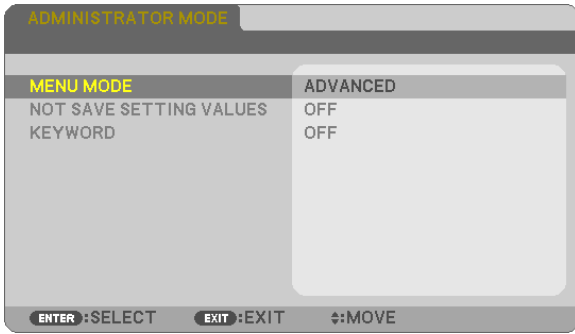 ADMINISTRATOR MODE
MENU MODE ADVANCED
NOT SAVE SETTING VALUES OFF
KEYWORD OFF
ENTER :SELECT EXIT :EXIT :MOVE